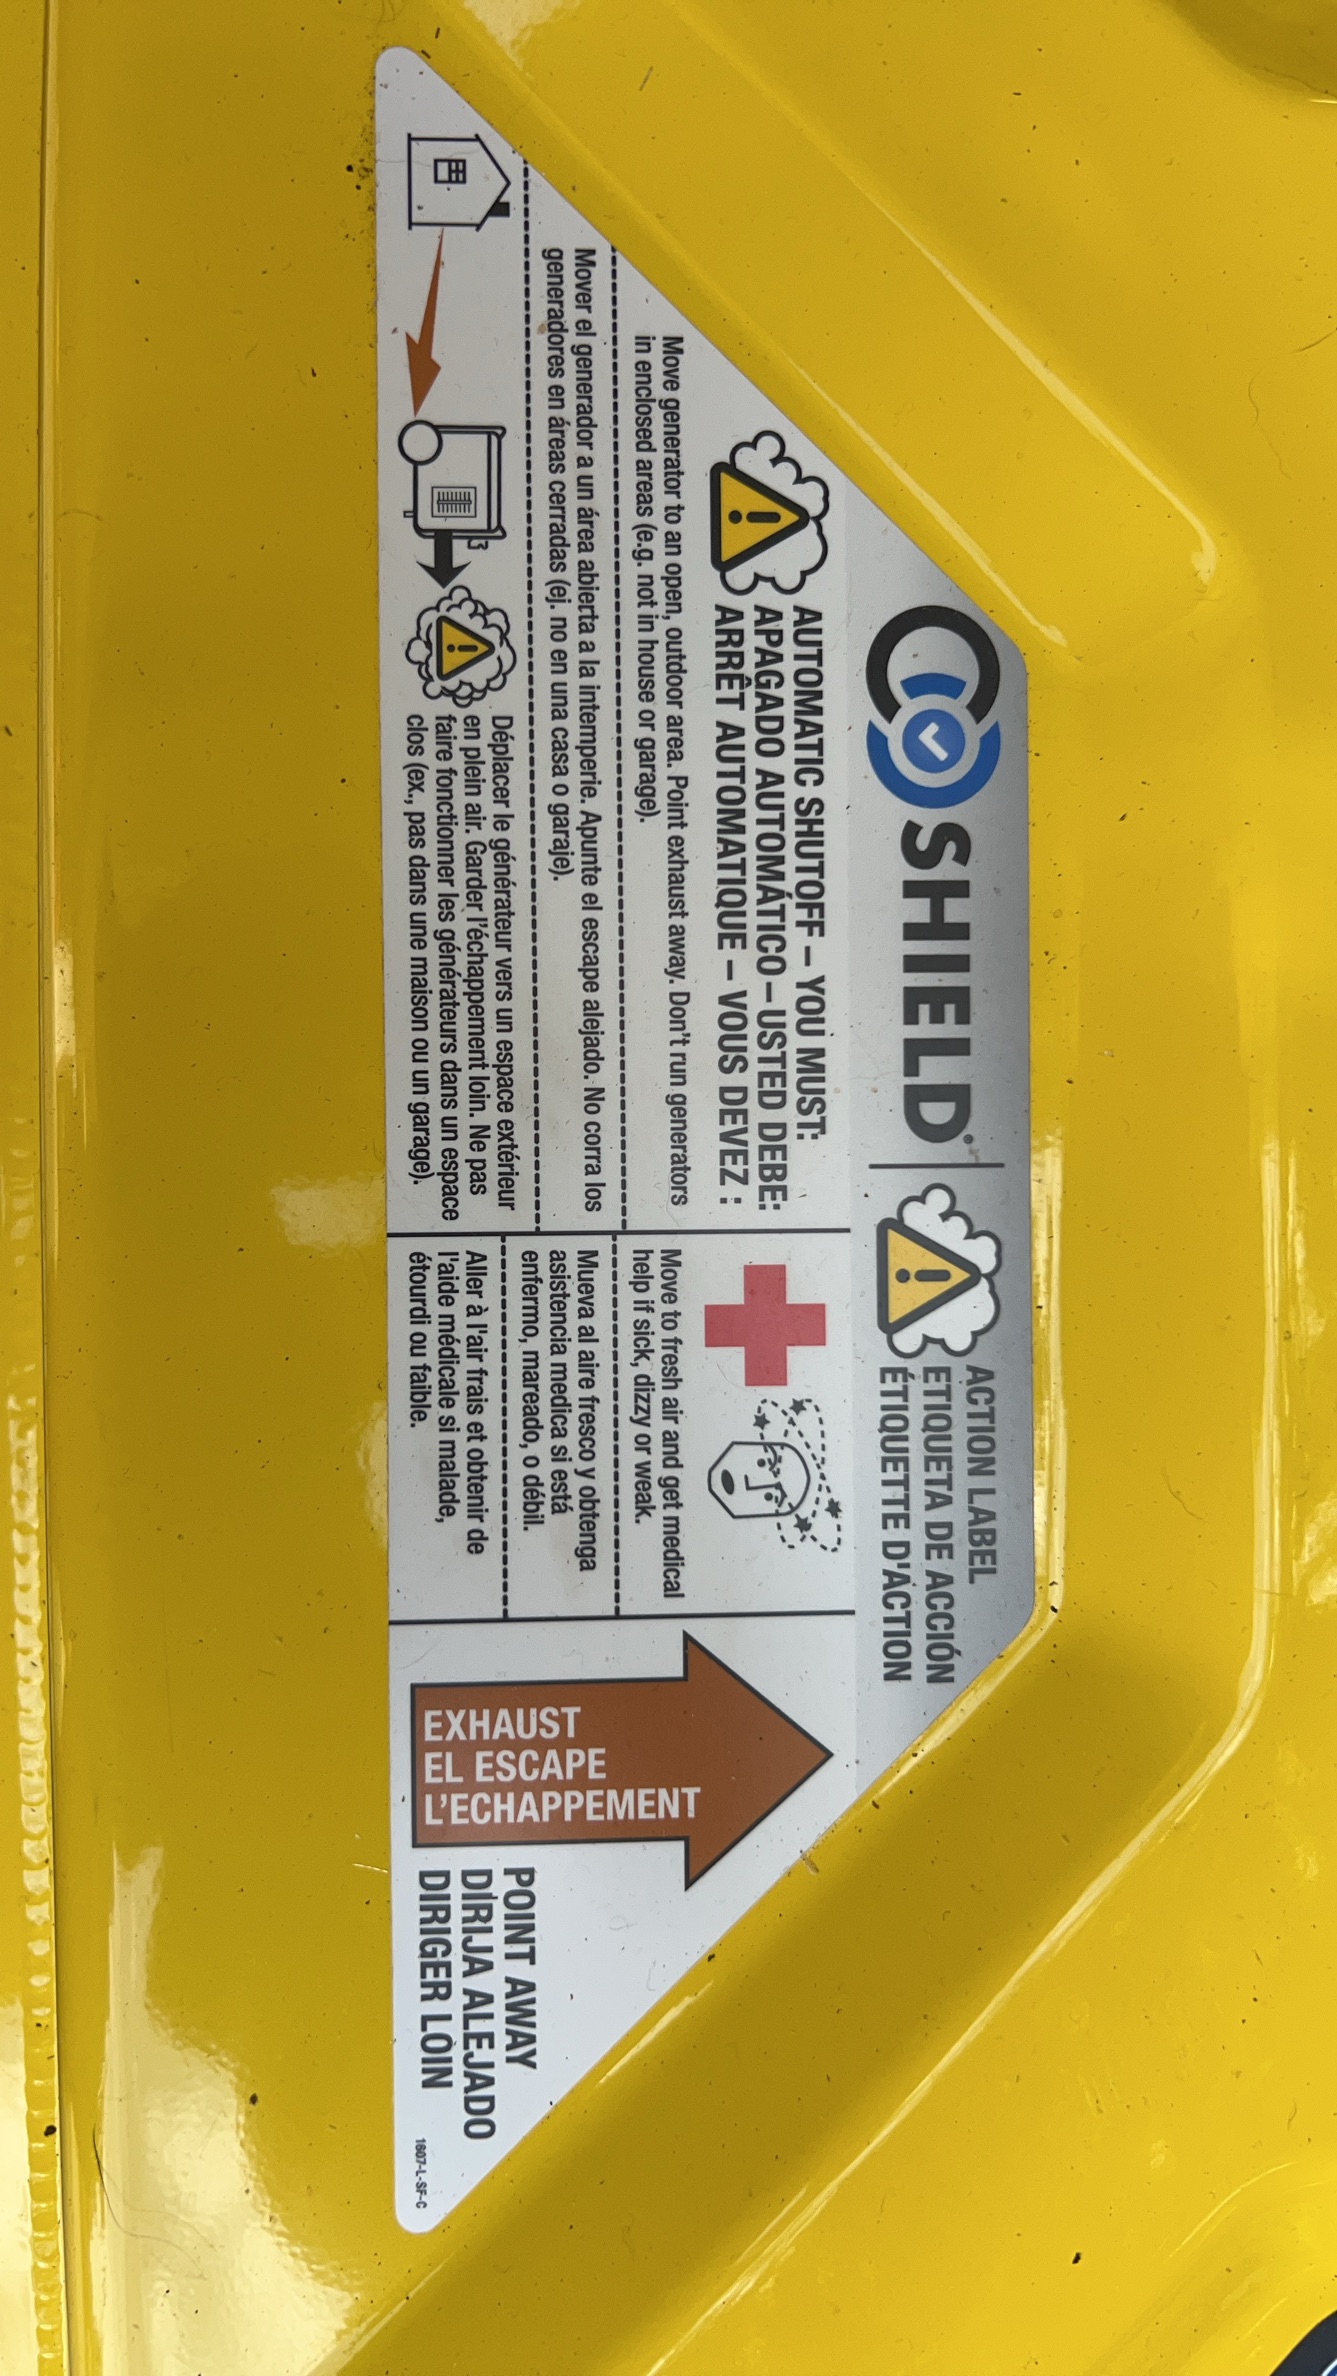 CO SHIELD®
ACTION LABEL
ETIQUETA DE ACCIÓN
ÉTIQUETTE D'ACTION
AUTOMATIC SHUTOFF – YOU MUST:
APAGADO AUTOMÁTICO – USTED DEBE:
ARRÊT AUTOMATIQUE – VOUS DEVEZ :
Move generator to an open, outdoor area. Point exhaust away. Don't run generators
in enclosed areas (e.g. not in house or garage).
Mover el generador a un área abierta a la intemperie. Apunte el escape alejado. No corra los
generadores en áreas cerradas (ej. no en una casa o garaje).
Déplacer le générateur vers un espace extérieur
en plein air. Garder l'échappement loin. Ne pas
faire fonctionner les générateurs dans un espace
clos (ex., pas dans une maison ou un garage).
Move to fresh air and get medical
help if sick, dizzy or weak.
Mueva al aire fresco y obtenga
asistencia medica si está
enfermo, mareado, o débil.
Aller à l'air frais et obtenir de
l'aide médicale si malade,
étourdi ou faible.
EXHAUST
EL ESCAPE
L'ECHAPPEMENT
POINT AWAY
DIRIJA ALEJADO
DIRIGER LOIN
1607-L-SF-C